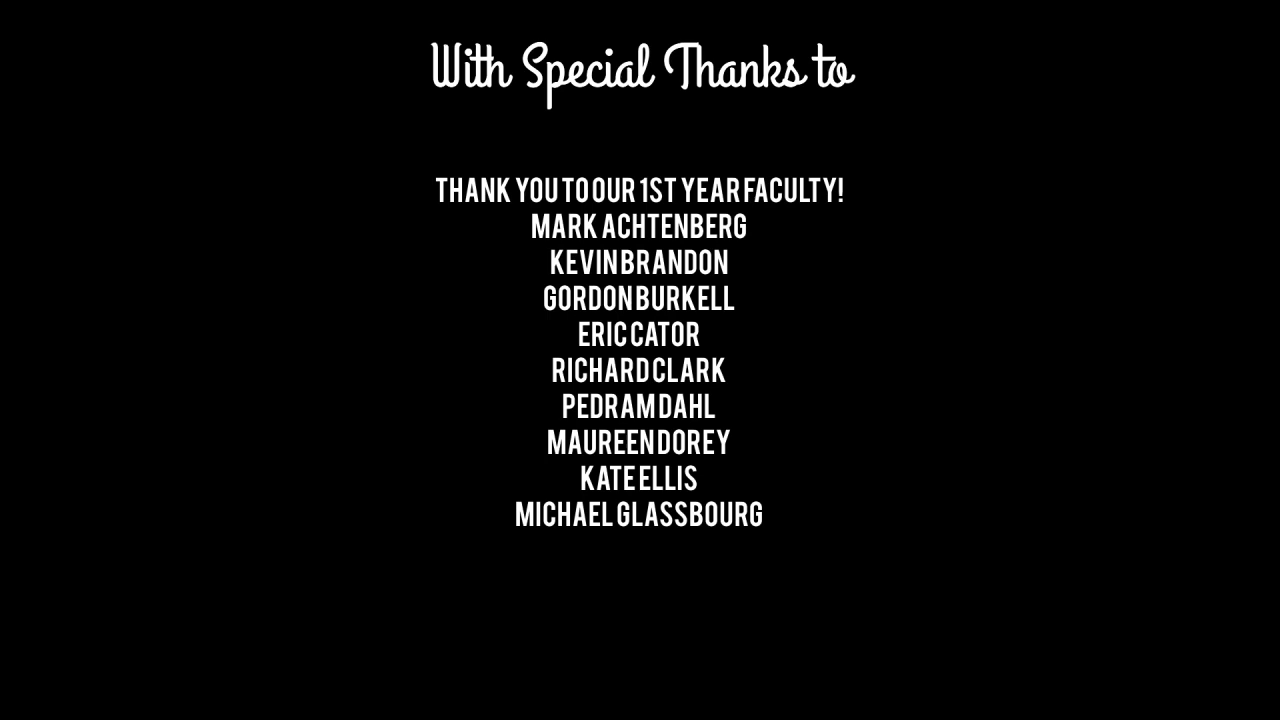 With Special Thanks to
THANK YOU TO OUR 1ST YEAR FACULTY!
MARK ACHTENBERG
KEVIN BRANDON
GORDON BURKELL
ERIC CATOR
RICHARD CLARK
PEDRAM DAHL
MAUREEN DOREY
KATE ELLIS
MICHAEL GLASSBOURG